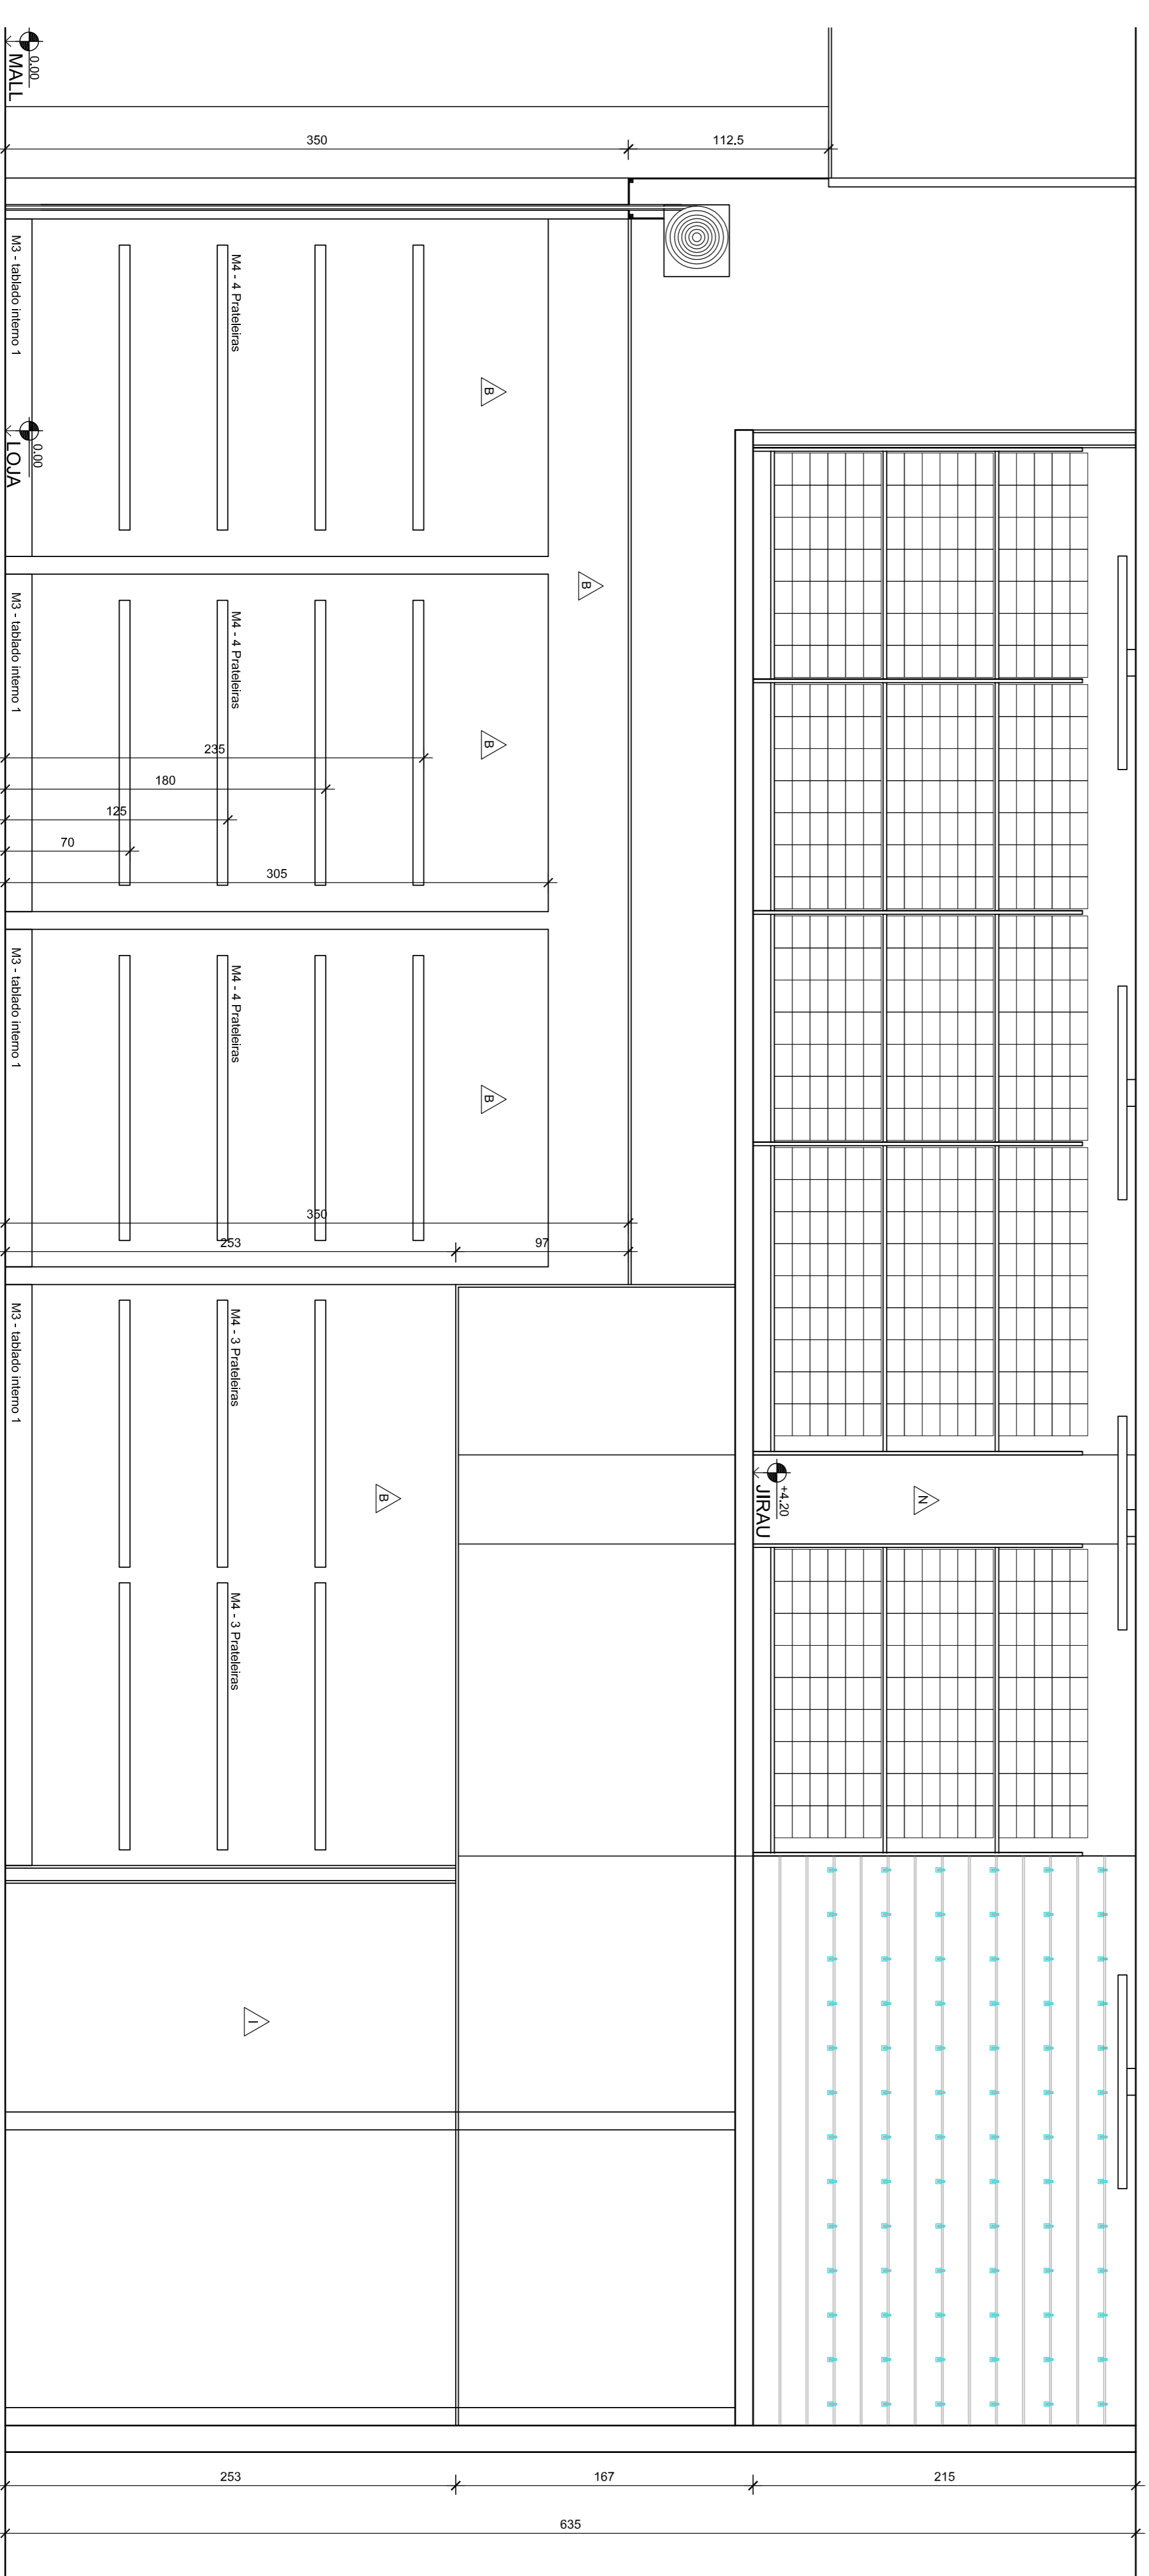 0.00
MALL
350
112.5
M3 - tablado interno 1
M4 - 4 Prateleiras
B
0.00
LOJA
B
M3 - tablado interno 1
M4 - 4 Prateleiras
B
235
180
125
70
305
M3 - tablado interno 1
M4 - 4 Prateleiras
B
350
253
97
M3 - tablado interno 1
M4 - 3 Prateleiras
B
+4.20
JIRAU
N
M4 - 3 Prateleiras
I
253
167
215
635